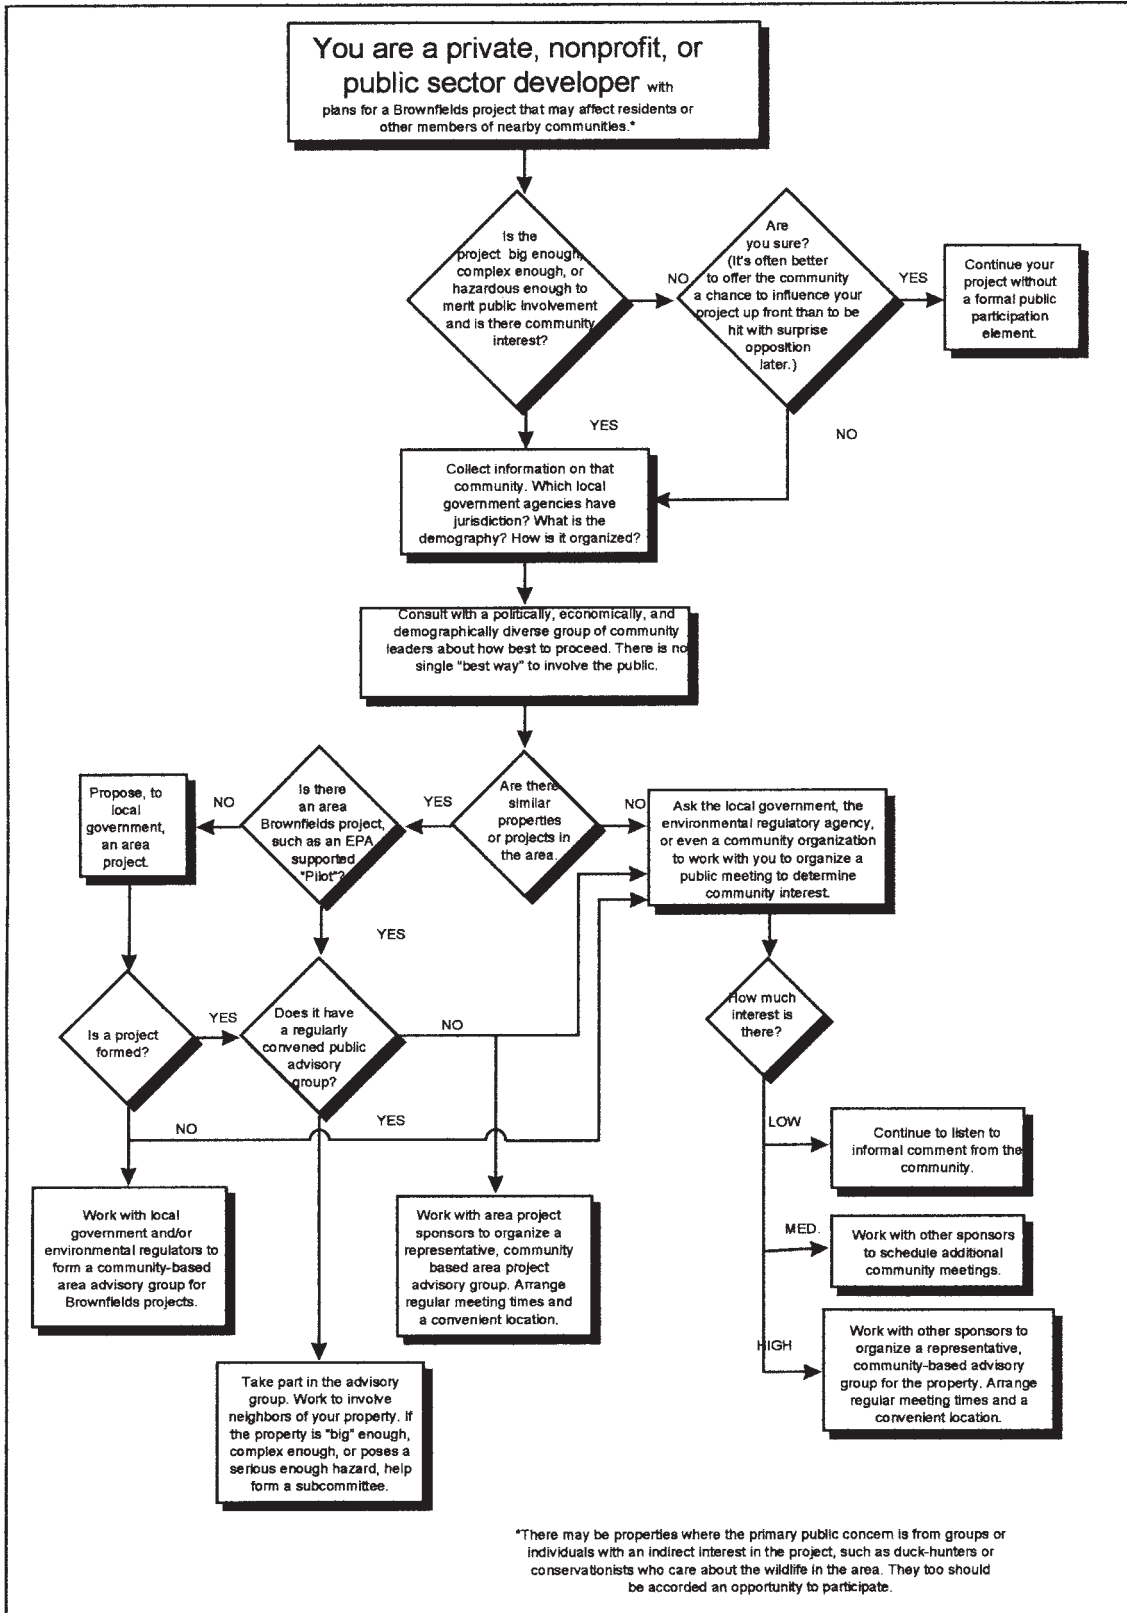 You are a private, nonprofit, or
public sector developer with
plans for a Brownfields project that may affect residents or
other members of nearby communities.*
Is the
project big enough,
complex enough, or
hazardous enough to
merit public involvement
and is there community
interest?
NO
Are
you sure?
(It's often better
to offer the community
a chance to influence your
project up front than to be
hit with surprise
opposition
later.)
YES
Continue your
project without
a formal public
participation
element.
YES
NO
Collect information on that
community. Which local
government agencies have
jurisdiction? What is the
demography? How is it organized?
Consult with a politically, economically, and
demographically diverse group of community
leaders about how best to proceed. There is no
single "best way" to involve the public.
Propose, to
local
government,
an area
project.
NO
Is there
an area
Brownfields project,
such as an EPA
supported
"Pilot"?
YES
Are there
similar
properties
or projects in
the area.
NO
Ask the local government, the
environmental regulatory agency,
or even a community organization
to work with you to organize a
public meeting to determine
community interest.
YES
Is a project
formed?
YES
Does it have
a regularly
convened public
advisory
group?
NO
How much
interest is
there?
NO
YES
LOW
Continue to listen to
informal comment from the
community.
Work with local
government and/or
environmental regulators to
form a community-based
area advisory group for
Brownfields projects.
Work with area project
sponsors to organize a
representative, community
based area project
advisory group. Arrange
regular meeting times and
a convenient location.
MED.
Work with other sponsors
to schedule additional
community meetings.
HIGH
Work with other sponsors to
organize a representative,
community-based advisory
group for the property. Arrange
regular meeting times and a
convenient location.
Take part in the advisory
group. Work to involve
neighbors of your property. If
the property is "big" enough,
complex enough, or poses a
serious enough hazard, help
form a subcommittee.
*There may be properties where the primary public concern is from groups or
individuals with an indirect interest in the project, such as duck-hunters or
conservationists who care about the wildlife in the area. They too should
be accorded an opportunity to participate.